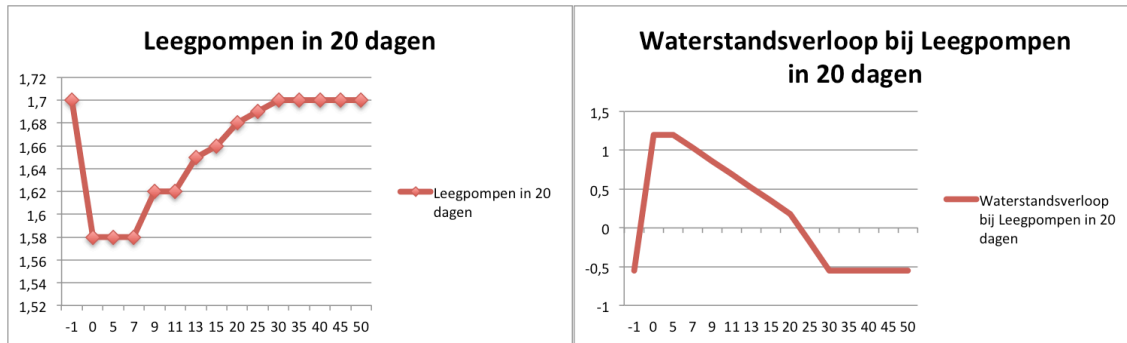 Leegpompen in 20 dagen
1,72
1,7
1,68
1,66
1,64
1,62
1,6
1,58
1,56
1,54
1,52
-1 0 5 7 9 11 13 15 20 25 30 35 40 45 50
Leegpompen in 20
dagen
Waterstandsverloop bij Leegpompen
in 20 dagen
1,5
1
0,5
0
-0,5
-1
-1 0 5 7 9 11 13 15 20 25 30 35 40 45 50
Waterstandsverloop
bij Leegpompen in 20
dagen